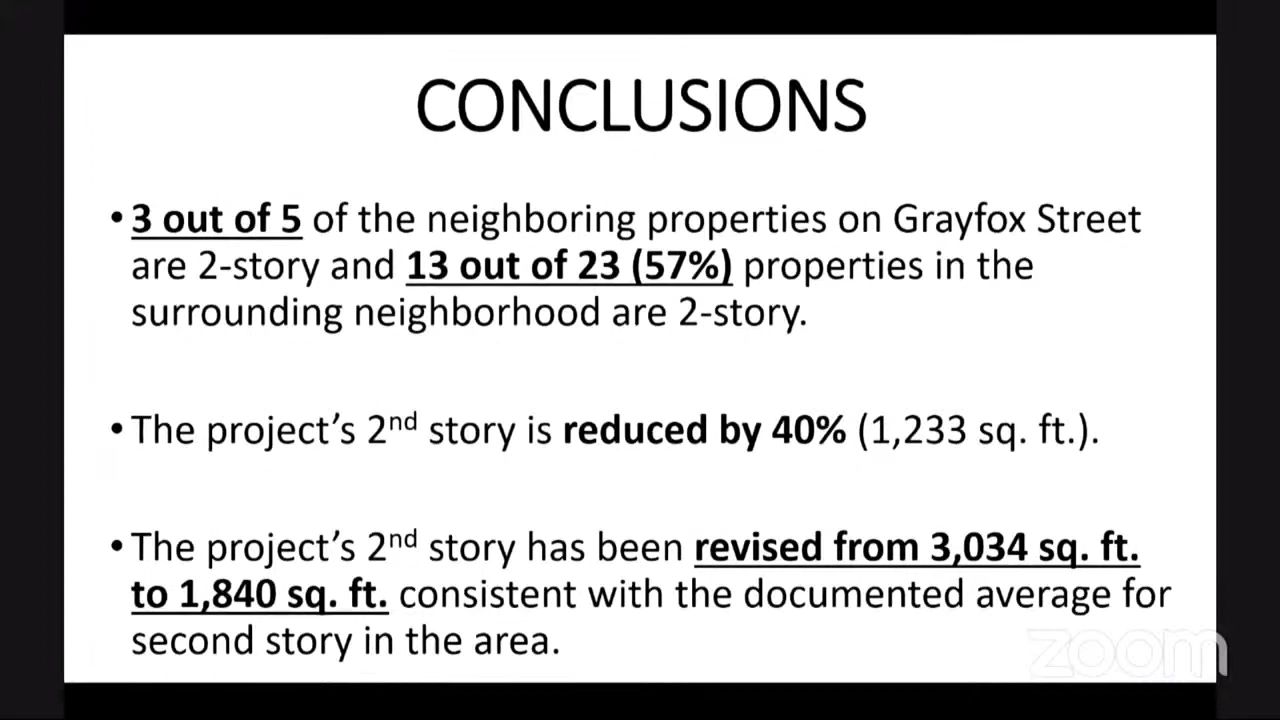 CONCLUSIONS
• 3 out of 5 of the neighboring properties on Grayfox Street
are 2-story and 13 out of 23 (57%) properties in the
surrounding neighborhood are 2-story.
• The project's 2nd story is reduced by 40% (1,233 sq. ft.).
• The project's 2nd story has been revised from 3,034 sq. ft.
to 1,840 sq. ft. consistent with the documented average for
second story in the area.
zoom